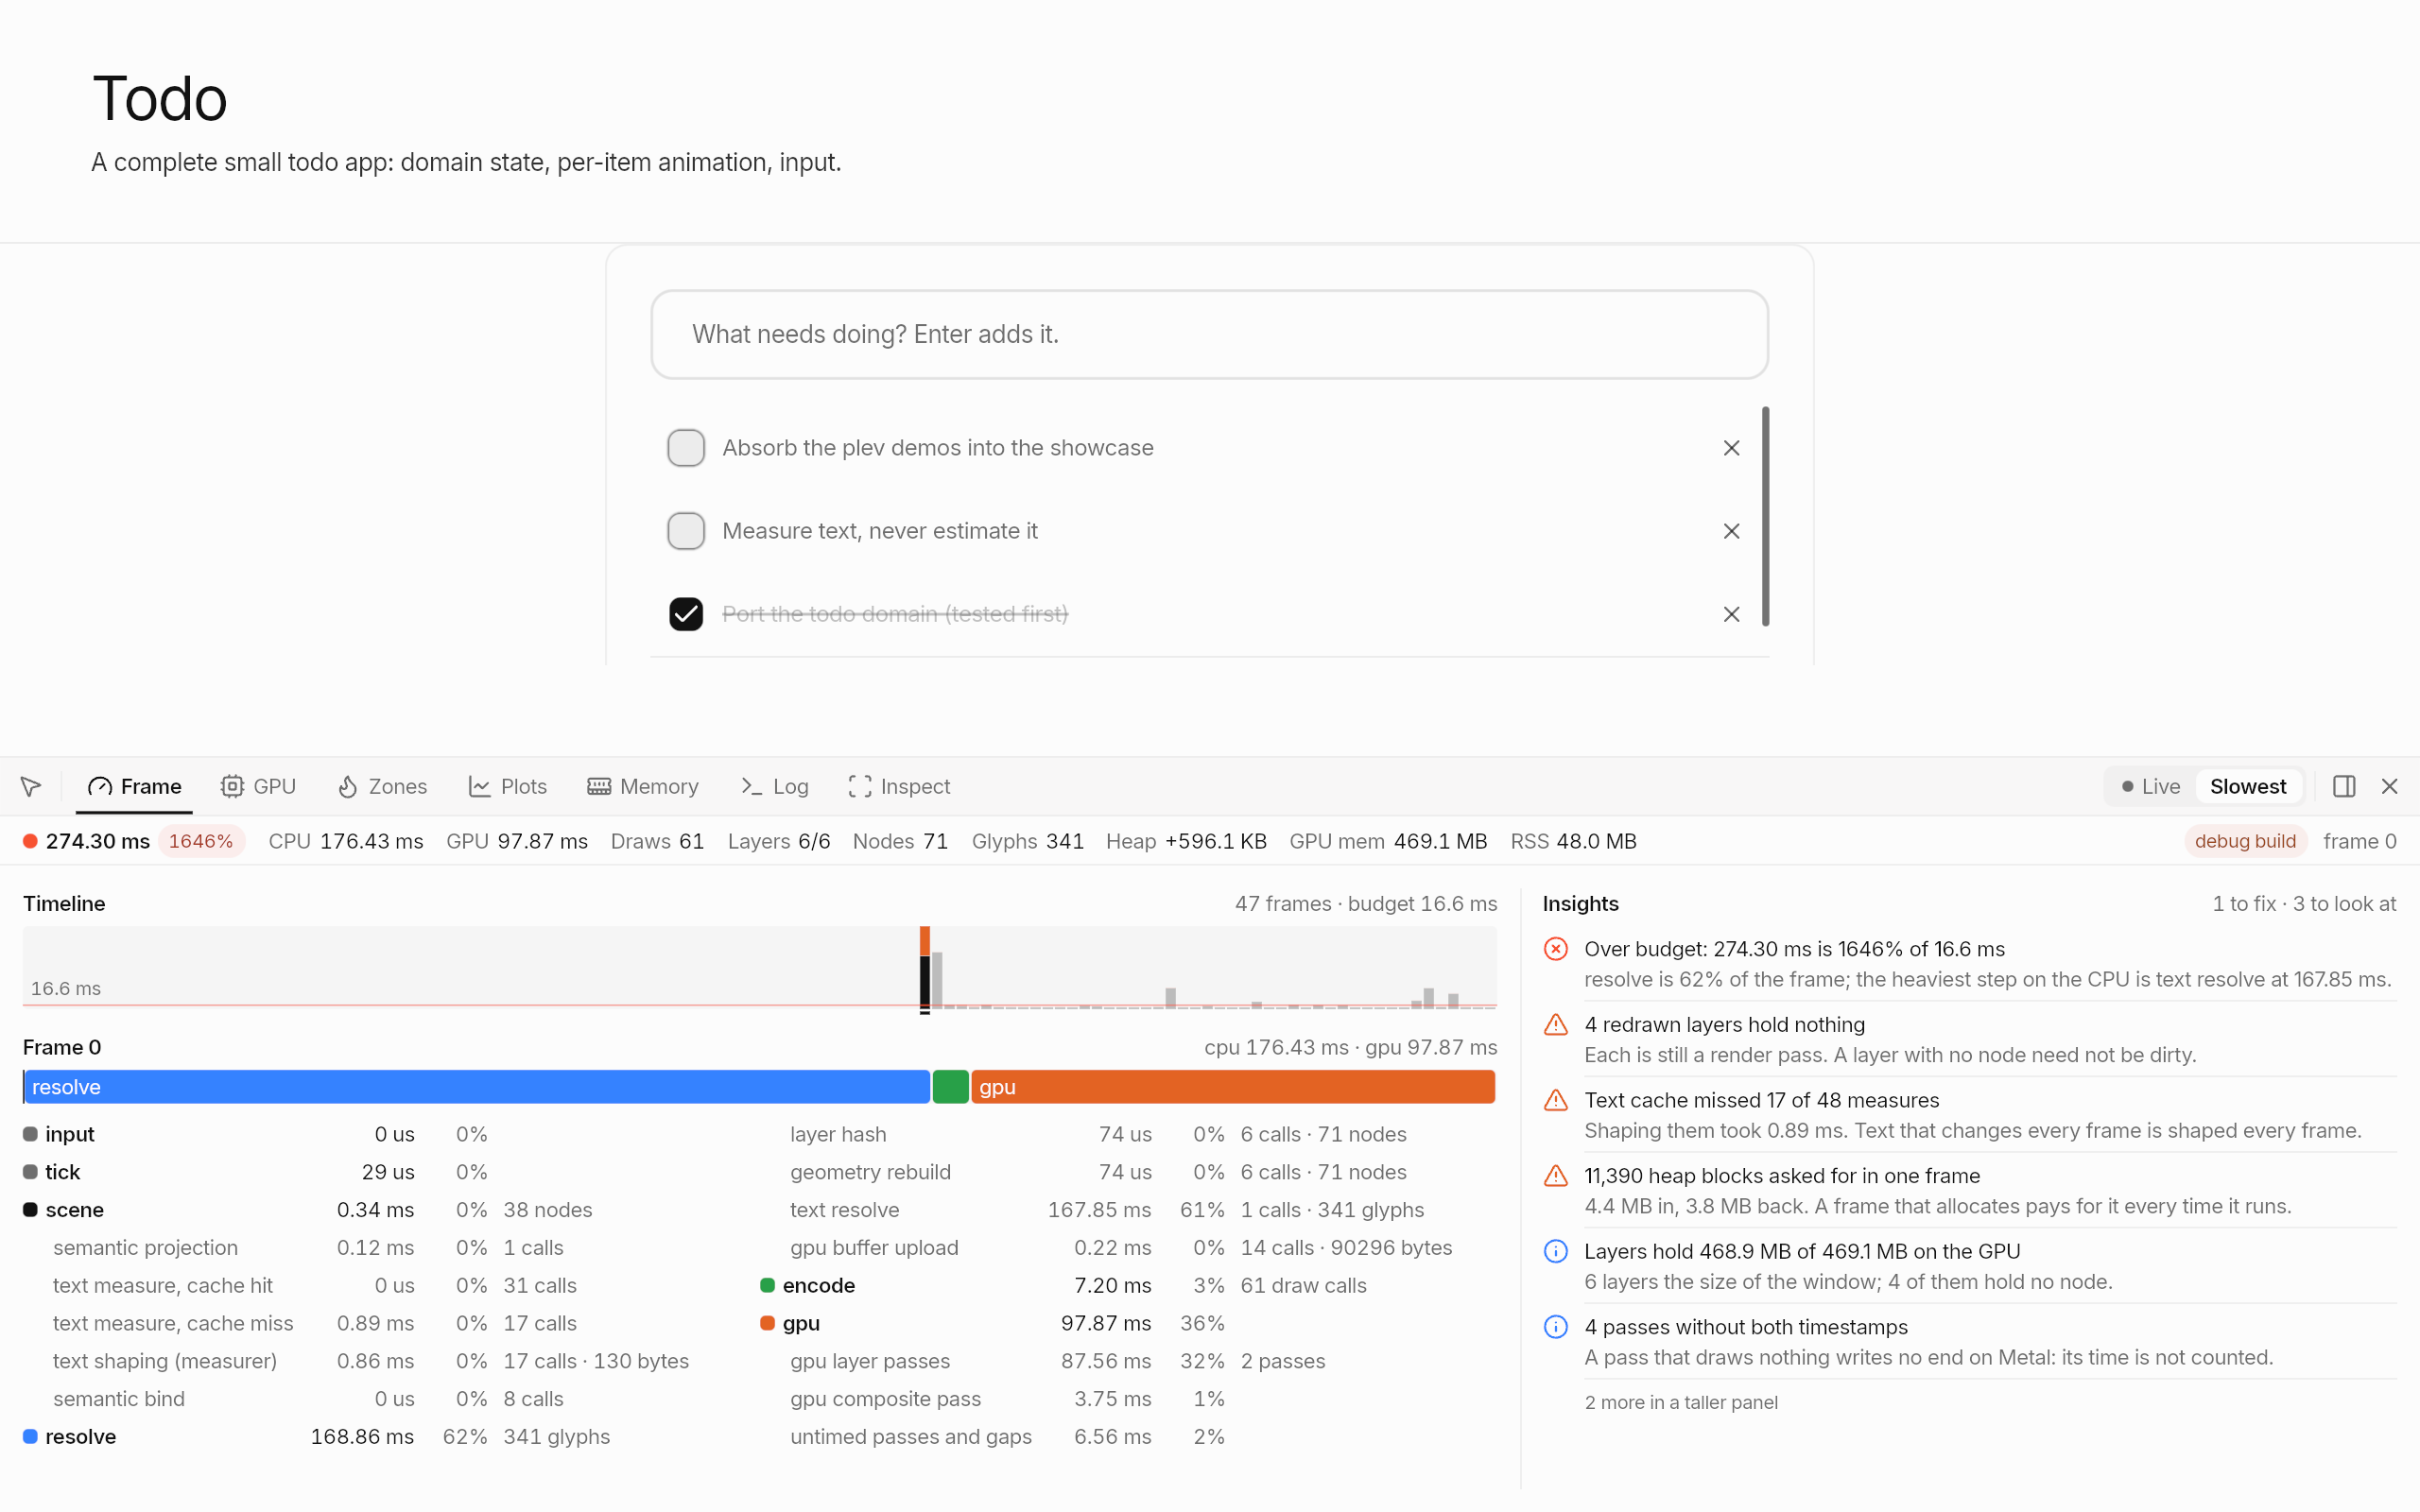 Todo
A complete small todo app: domain state, per-item animation, input.
What needs doing? Enter adds it.
Absorb the plev demos into the showcase
Measure text, never estimate it
Port the todo domain (tested first)
Frame GPU Zones Plots Memory Log Inspect Live Slowest
274.30 ms 1646% CPU 176.43 ms GPU 97.87 ms Draws 61 Layers 6/6 Nodes 71 Glyphs 341 Heap +596.1 KB GPU mem 469.1 MB RSS 48.0 MB debug build frame 0
Timeline 47 frames · budget 16.6 ms
16.6 ms
Frame 0 cpu 176.43 ms · gpu 97.87 ms
resolve gpu
input 0 us 0%
tick 29 us 0%
scene 0.34 ms 0% 38 nodes
semantic projection 0.12 ms 0% 1 calls
text measure, cache hit 0 us 0% 31 calls
text measure, cache miss 0.89 ms 0% 17 calls
text shaping (measurer) 0.86 ms 0% 17 calls · 130 bytes
semantic bind 0 us 0% 8 calls
resolve 168.86 ms 62% 341 glyphs
layer hash 74 us 0% 6 calls · 71 nodes
geometry rebuild 74 us 0% 6 calls · 71 nodes
text resolve 167.85 ms 61% 1 calls · 341 glyphs
gpu buffer upload 0.22 ms 0% 14 calls · 90296 bytes
encode 7.20 ms 3% 61 draw calls
gpu 97.87 ms 36%
gpu layer passes 87.56 ms 32% 2 passes
gpu composite pass 3.75 ms 1%
untimed passes and gaps 6.56 ms 2%
Insights 1 to fix · 3 to look at
Over budget: 274.30 ms is 1646% of 16.6 ms
resolve is 62% of the frame; the heaviest step on the CPU is text resolve at 167.85 ms.
4 redrawn layers hold nothing
Each is still a render pass. A layer with no node need not be dirty.
Text cache missed 17 of 48 measures
Shaping them took 0.89 ms. Text that changes every frame is shaped every frame.
11,390 heap blocks asked for in one frame
4.4 MB in, 3.8 MB back. A frame that allocates pays for it every time it runs.
Layers hold 468.9 MB of 469.1 MB on the GPU
6 layers the size of the window; 4 of them hold no node.
4 passes without both timestamps
A pass that draws nothing writes no end on Metal: its time is not counted.
2 more in a taller panel